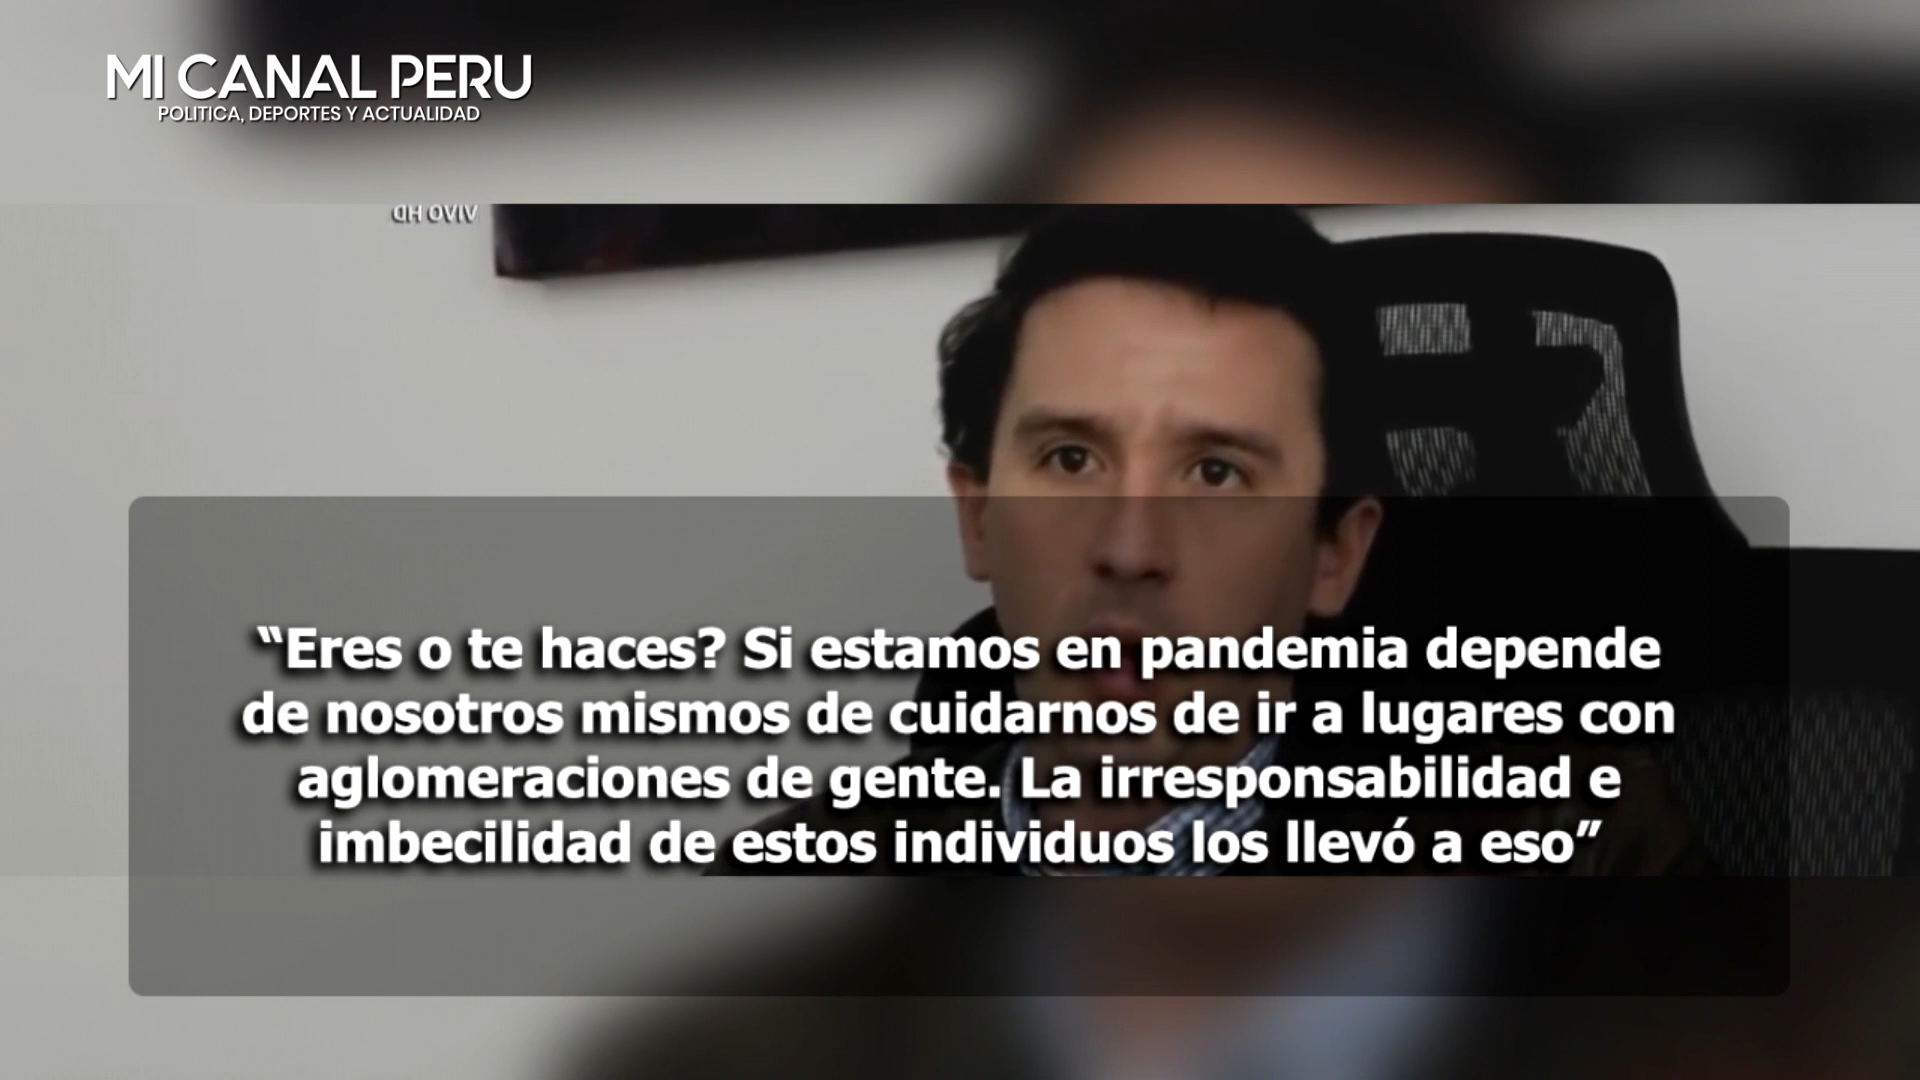 MI CANAL PERU
POLITICA, DEPORTES Y ACTUALIDAD
VIVO HD
“Eres o te haces? Si estamos en pandemia depende
de nosotros mismos de cuidarnos de ir a lugares con
aglomeraciones de gente. La irresponsabilidad e
imbecilidad de estos individuos los llevó a eso”